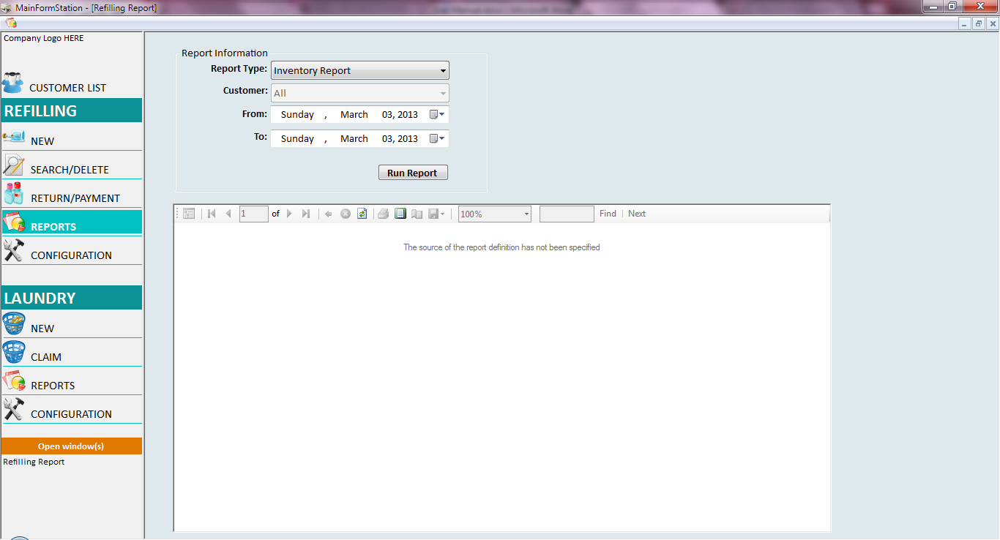 MainFormStation - [Refilling Report]
Company Logo HERE
CUSTOMER LIST
REFILLING
NEW
SEARCH/DELETE
RETURN/PAYMENT
REPORTS
CONFIGURATION
LAUNDRY
NEW
CLAIM
REPORTS
CONFIGURATION
Open window(s)
Refilling Report
Report Information
Report Type: Inventory Report
Customer: All
From: Sunday , March 03, 2013
To: Sunday , March 03, 2013
Run Report
1 of 100% Find | Next
The source of the report definition has not been specified